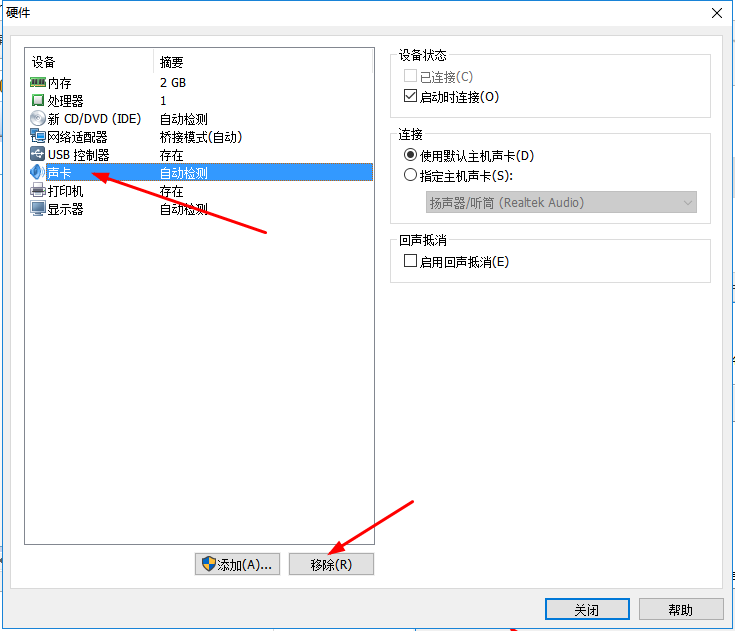 硬件
设备 摘要
内存 2 GB
处理器 1
新 CD/DVD (IDE) 自动检测
网络适配器 桥接模式(自动)
USB 控制器 存在
声卡 自动检测
打印机 存在
显示器 自动检测
添加(A)...
移除(R)
设备状态
已连接(C)
启动时连接(O)
连接
使用默认主机声卡(D)
指定主机声卡(S):
扬声器/听筒 (Realtek Audio)
回声抵消
启用回声抵消(E)
关闭
帮助